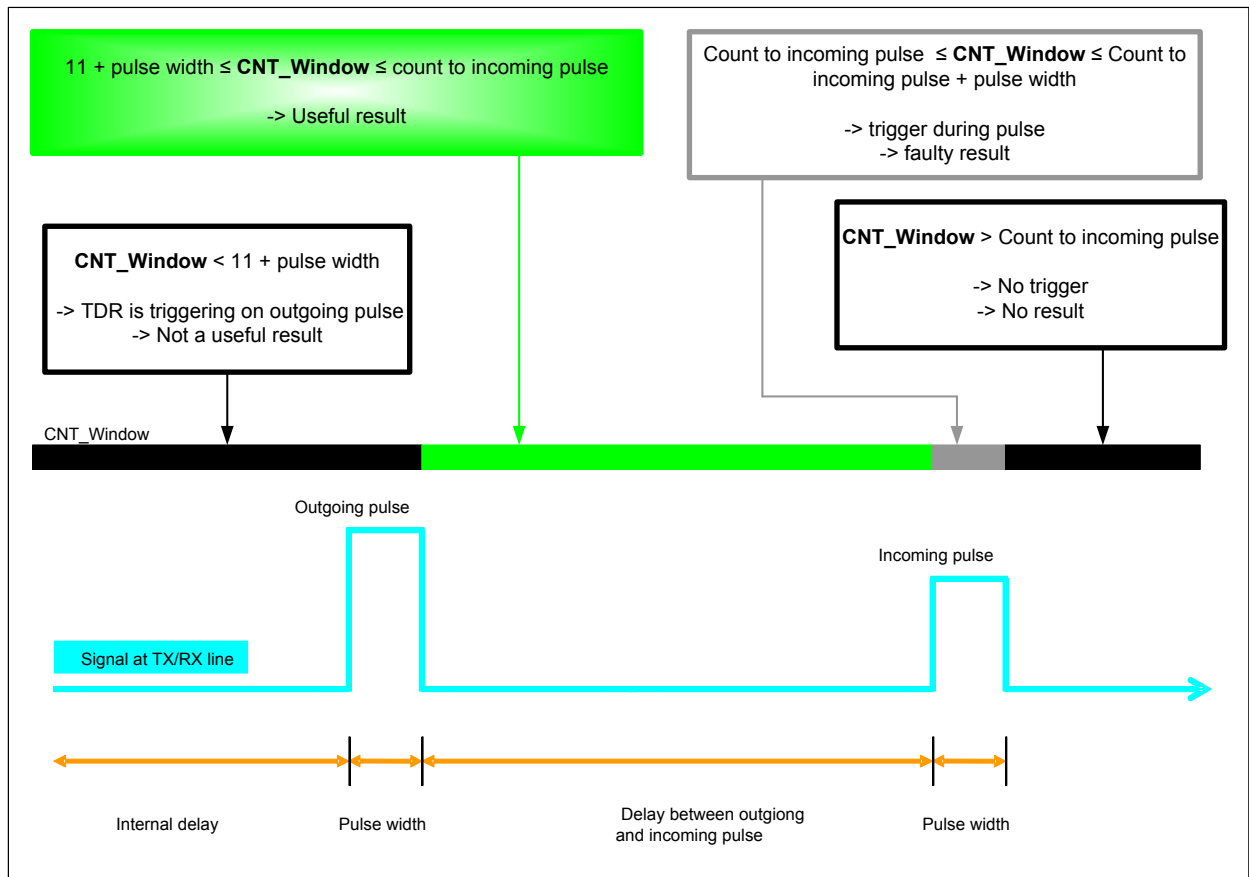 11 + pulse width ≤ CNT_Window ≤ count to incoming pulse
-> Useful result
Count to incoming pulse ≤ CNT_Window ≤ Count to
incoming pulse + pulse width
-> trigger during pulse
-> faulty result
CNT_Window < 11 + pulse width
-> TDR is triggering on outgoing pulse
-> Not a useful result
CNT_Window > Count to incoming pulse
-> No trigger
-> No result
CNT_Window
Outgoing pulse
Incoming pulse
Signal at TX/RX line
Internal delay
Pulse width
Delay between outgiong
and incoming pulse
Pulse width